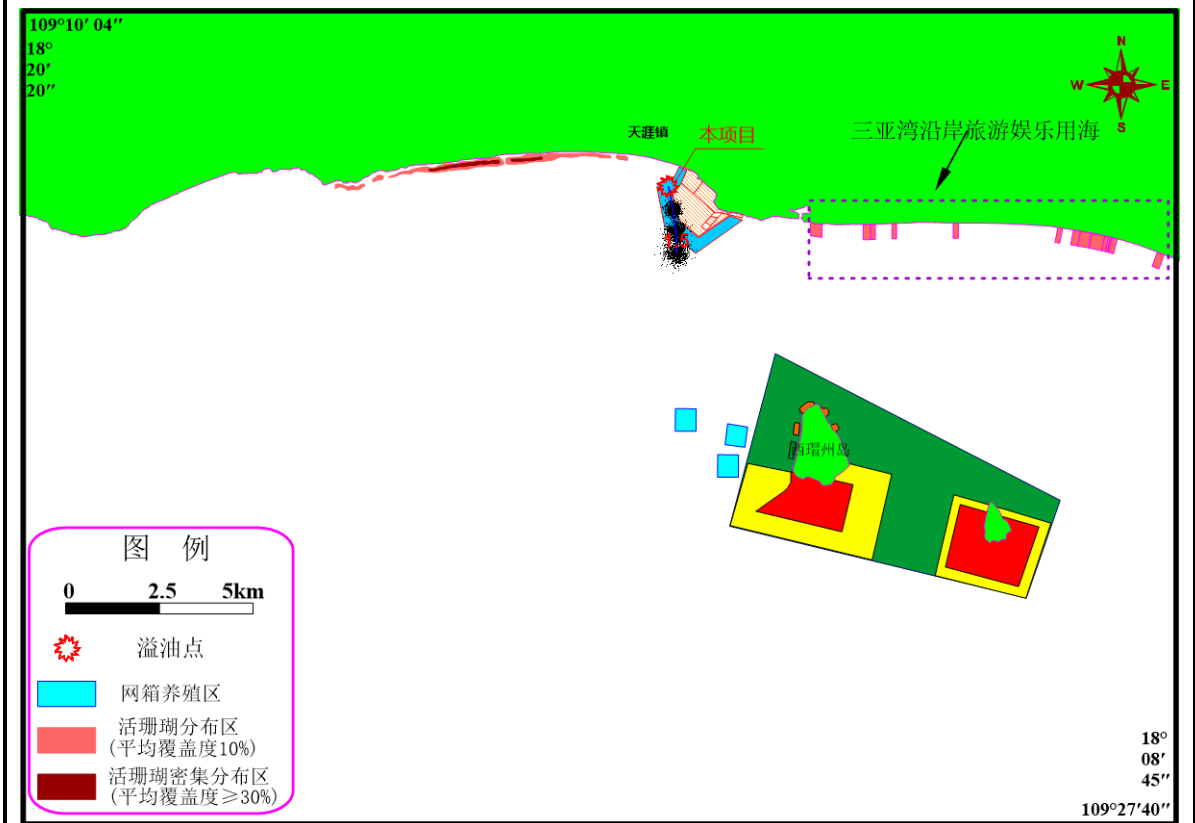 109°10′04″
18°
20′
20″
N
W
E
S
天涯镇
本项目
三亚湾沿岸旅游娱乐用海
西瑁州岛
图 例
0 2.5 5km
溢油点
网箱养殖区
活珊瑚分布区
(平均覆盖度10%)
活珊瑚密集分布区
(平均覆盖度≥30%)
18°
08′
45″
109°27′40″